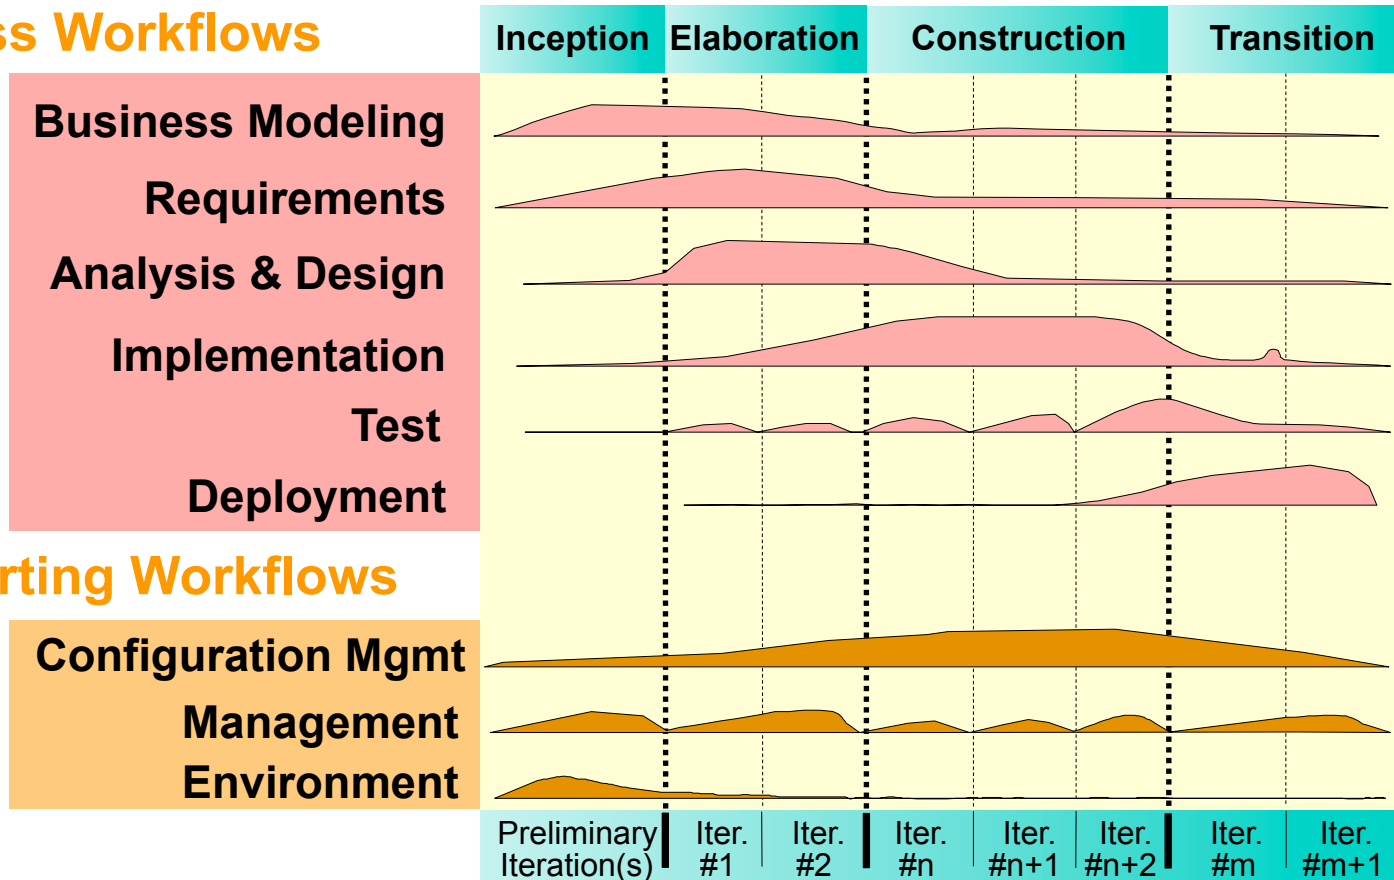 ss Workflows
Inception Elaboration Construction Transition
Business Modeling
Requirements
Analysis & Design
Implementation
Test
Deployment
rting Workflows
Configuration Mgmt
Management
Environment
Preliminary Iteration(s)
Iter. #1
Iter. #2
Iter. #n
Iter. #n+1
Iter. #n+2
Iter. #m
Iter. #m+1